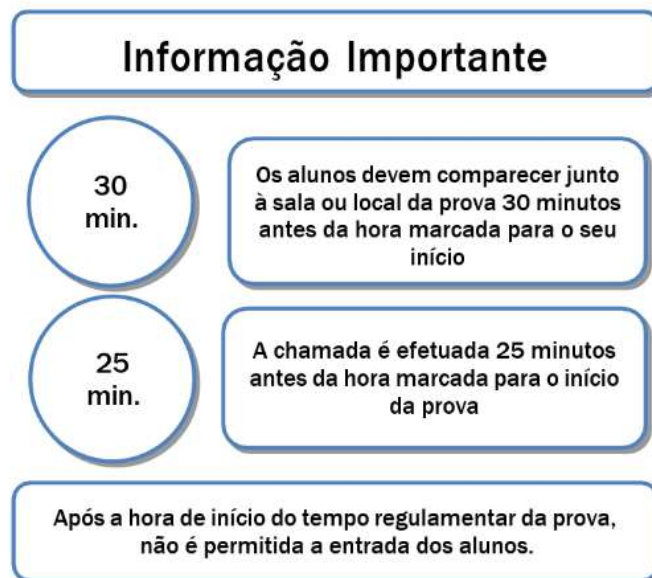 Informação Importante
30
min.
Os alunos devem comparecer junto
à sala ou local da prova 30 minutos
antes da hora marcada para o seu
início
25
min.
A chamada é efetuada 25 minutos
antes da hora marcada para o início
da prova
Após a hora de início do tempo regulamentar da prova,
não é permitida a entrada dos alunos.